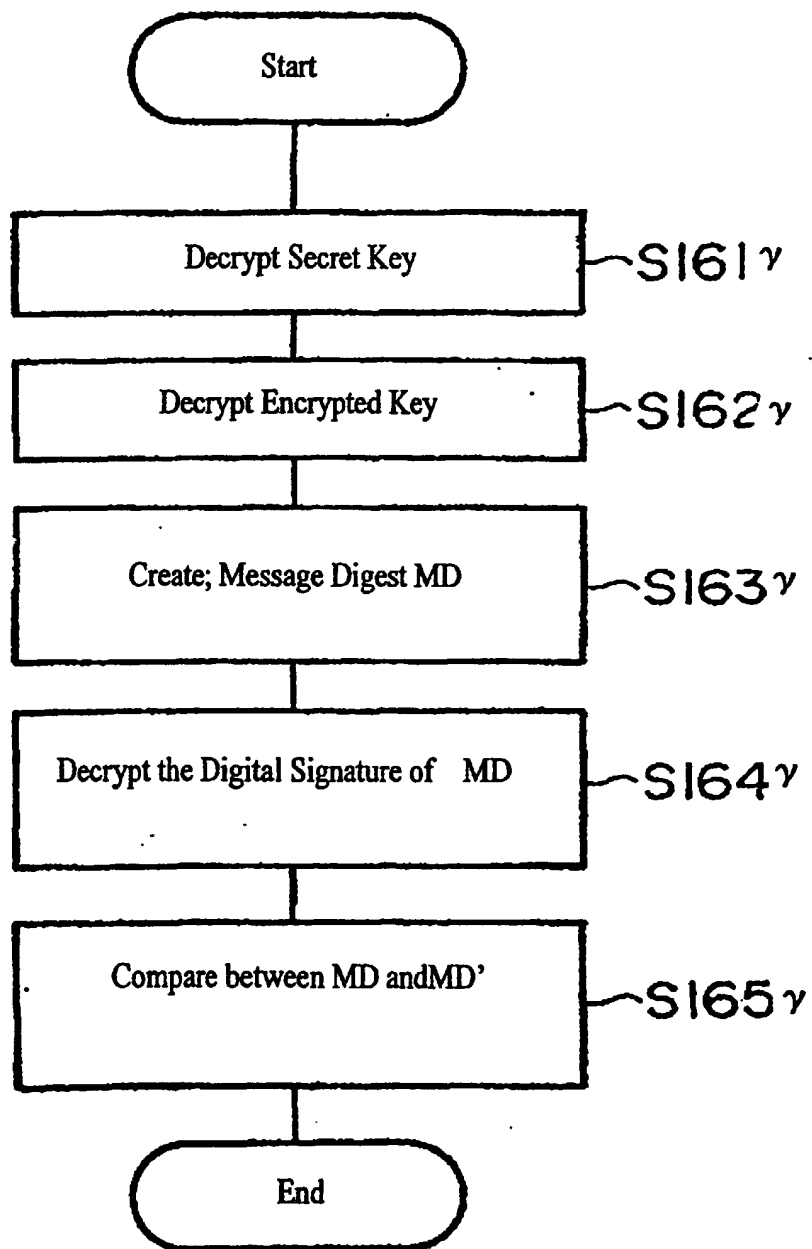 Start
Decrypt Secret Key
S161γ
Decrypt Encrypted Key
S162γ
Create; Message Digest MD
S163γ
Decrypt the Digital Signature of MD
S164γ
Compare between MD andMD’
S165γ
End